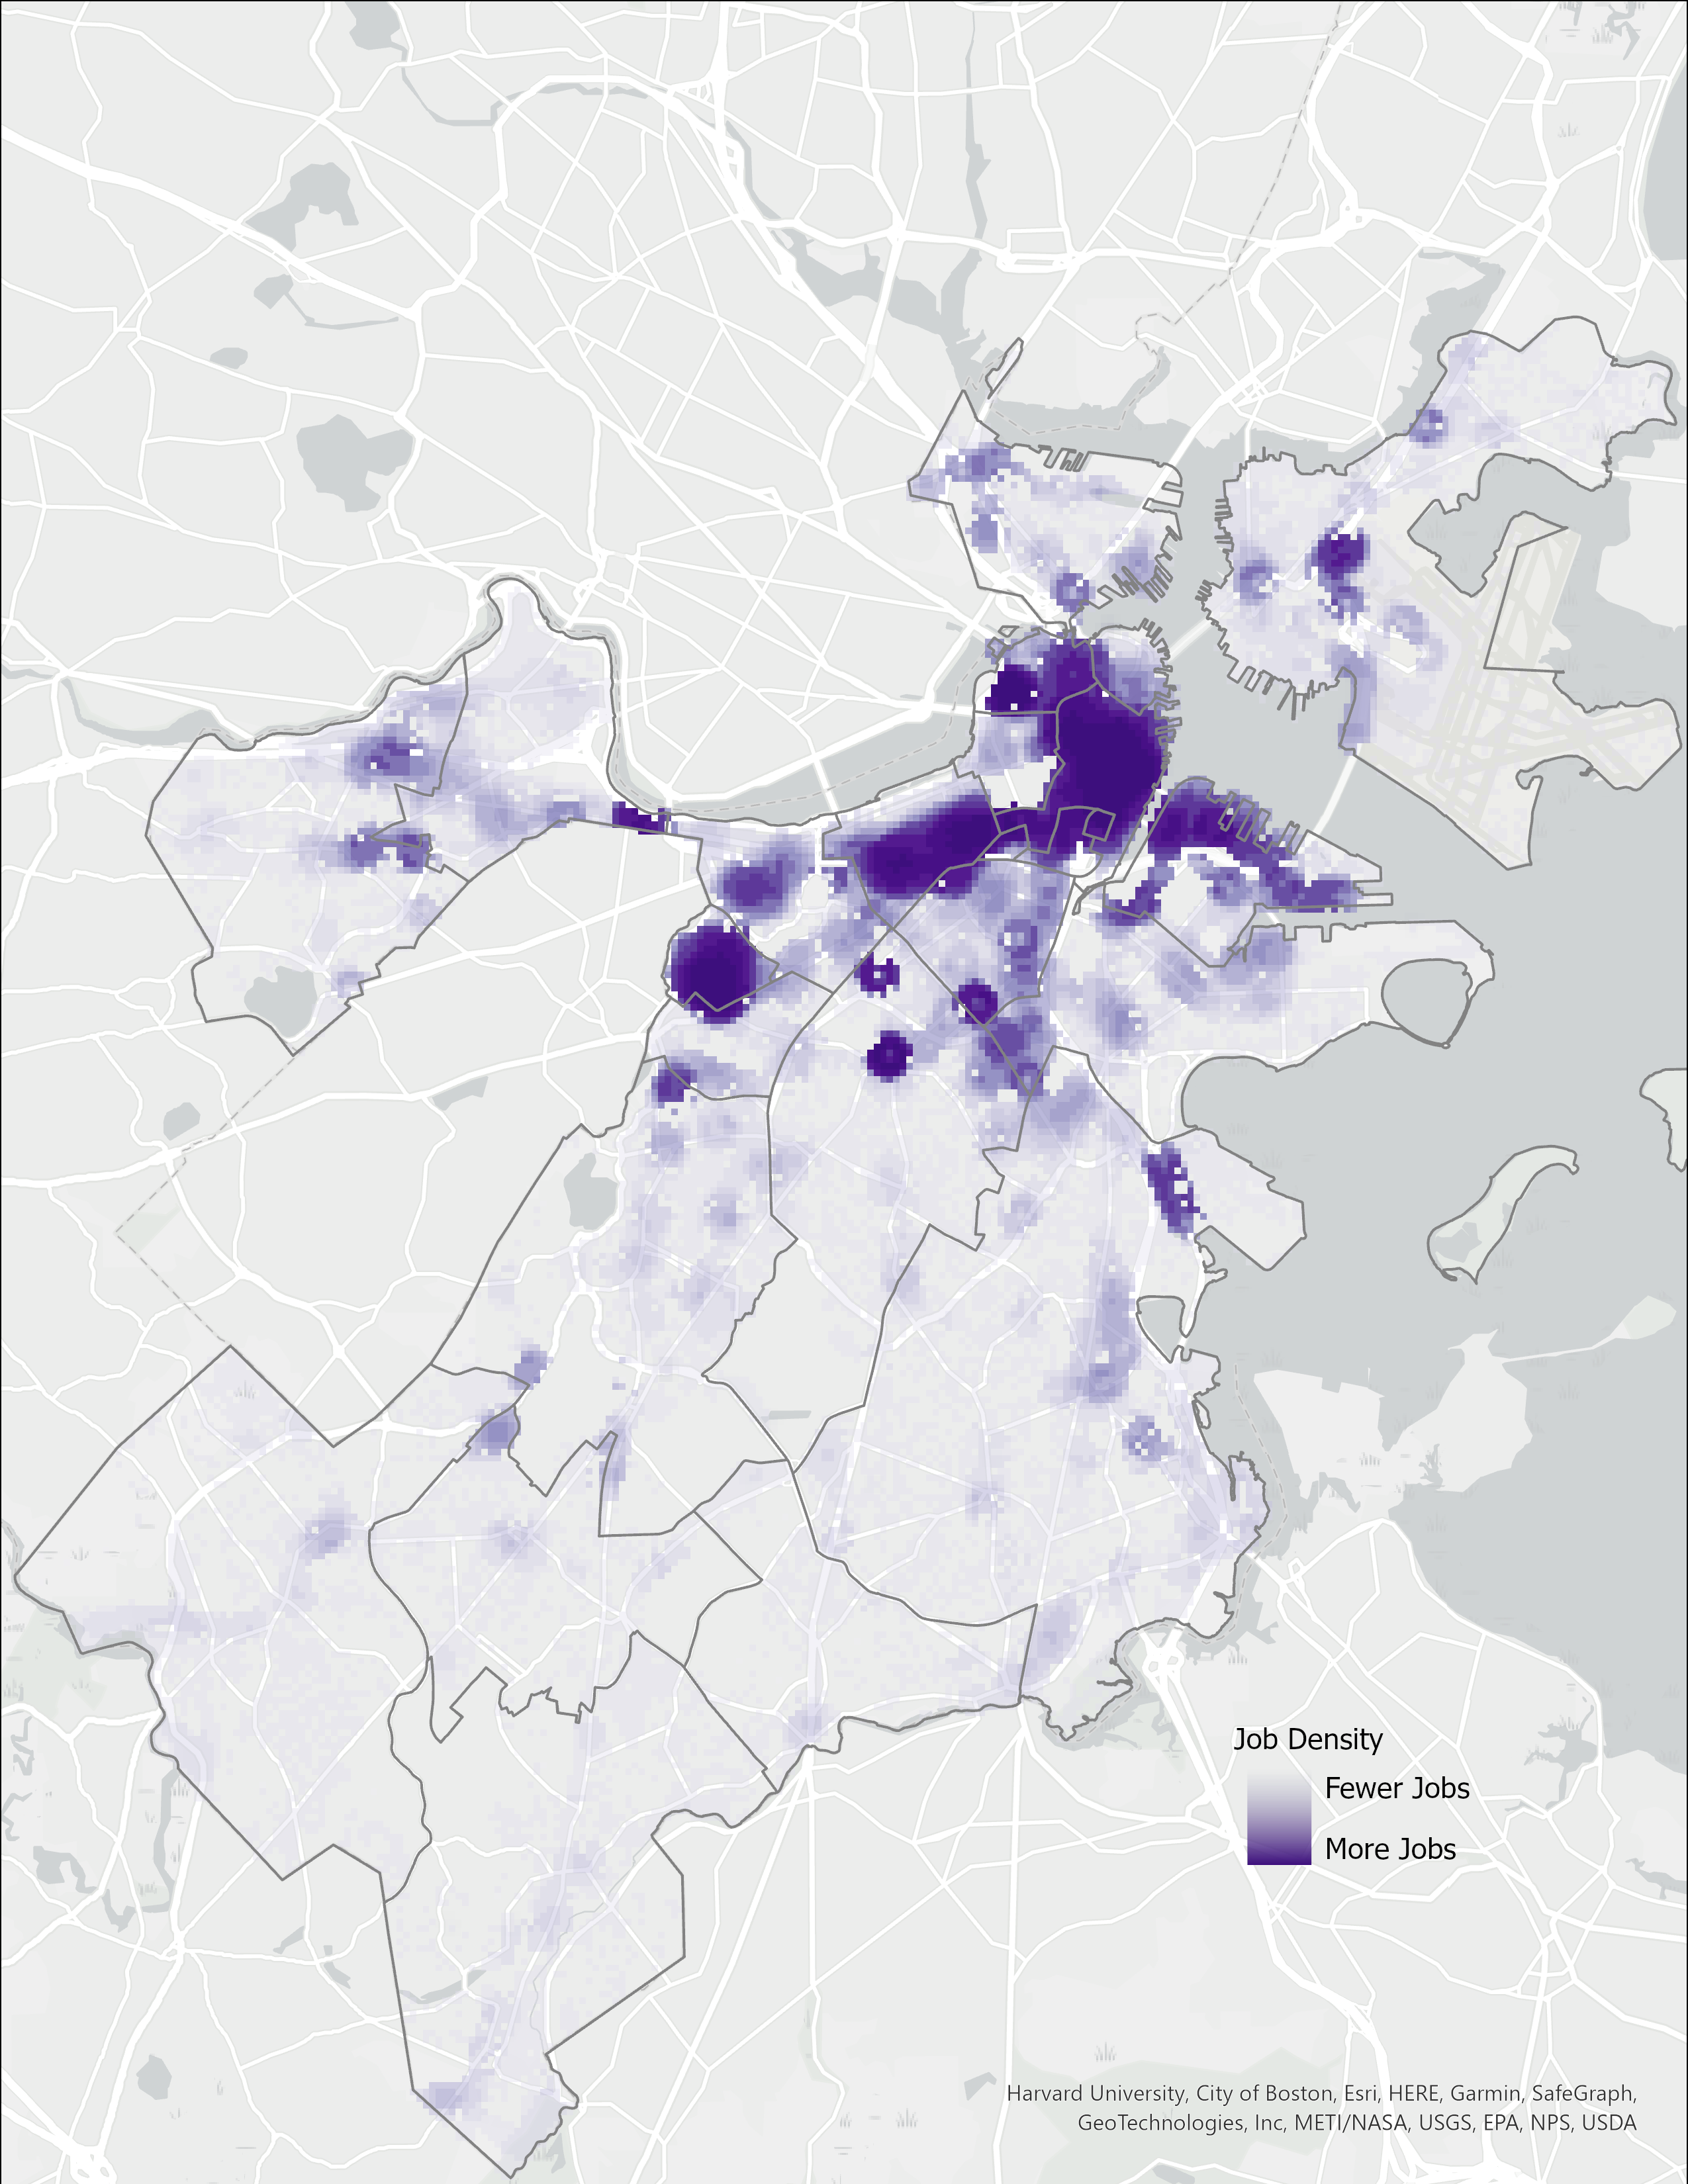 Job Density
Fewer Jobs
More Jobs
Harvard University, City of Boston, Esri, HERE, Garmin, SafeGraph,
GeoTechnologies, Inc, METI/NASA, USGS, EPA, NPS, USDA